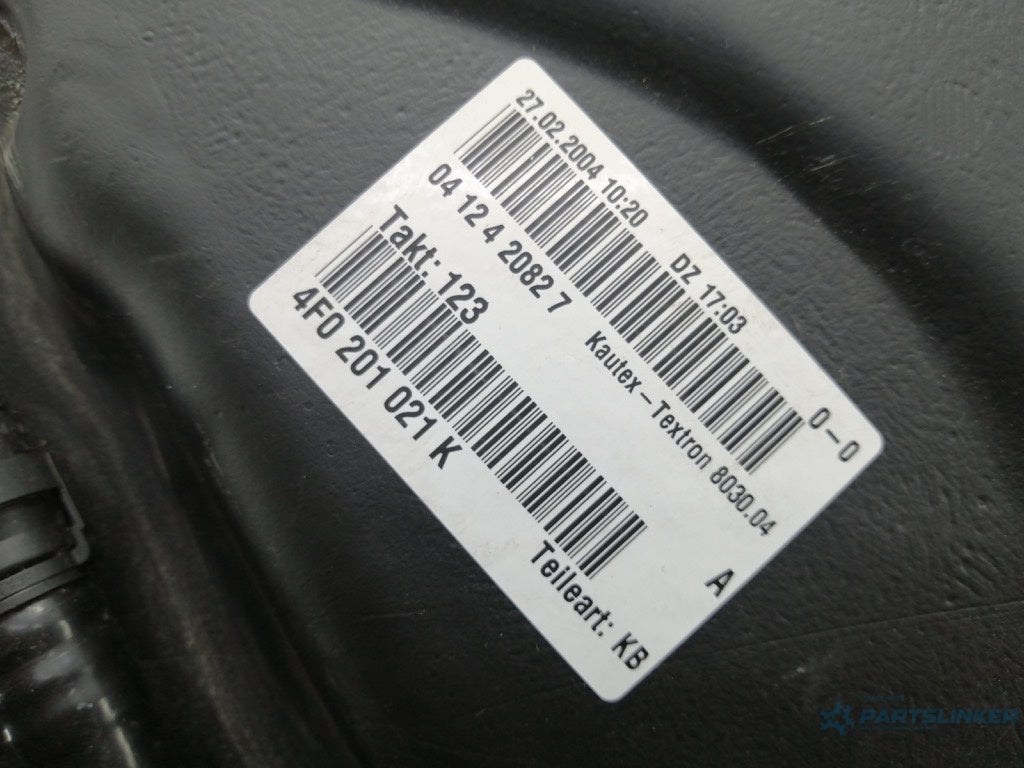 27.02.2004 10:20 DZ 17:03 0-0
04 12 4 2082 7 Kautex-Textron 8030.04
Takt: 123 A
4F0 201 021 K Teileart: KB
PARTSLINKER